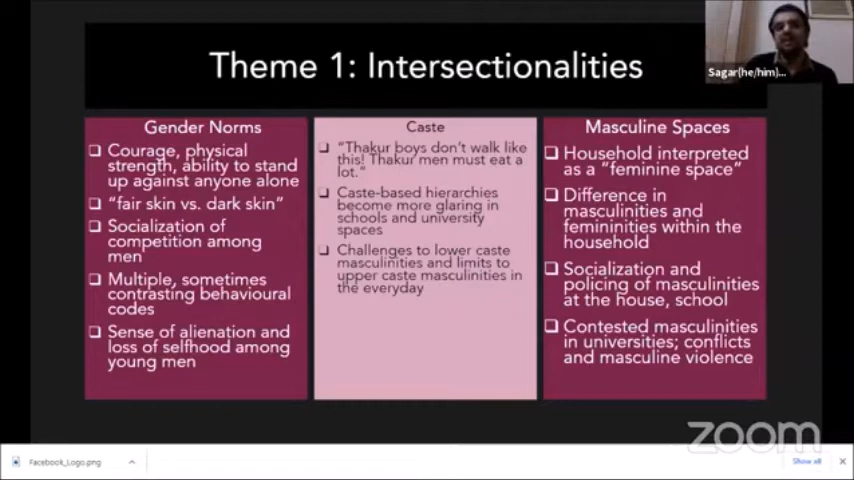 Theme 1: Intersectionalities
Sagar(he/him)...
Gender Norms
Courage, physical
strength, ability to stand
up against anyone alone
"fair skin vs. dark skin"
Socialization of
competition among
men
Multiple, sometimes
contrasting behavioural
codes
Sense of alienation and
loss of selfhood among
young men
Caste
"Thakur boys don't walk like
this! Thakur men must eat a
lot."
Caste-based hierarchies
become more glaring in
schools and university
spaces
Challenges to lower caste
masculinities and limits to
upper caste masculinities in
the everyday
Masculine Spaces
Household interpreted
as a "feminine space"
Difference in
masculinities and
femininities within the
household
Socialization and
policing of masculinities
at the house, school
Contested masculinities
in universities; conflicts
and masculine violence
zoom
Facebook_Logo.png
Show all